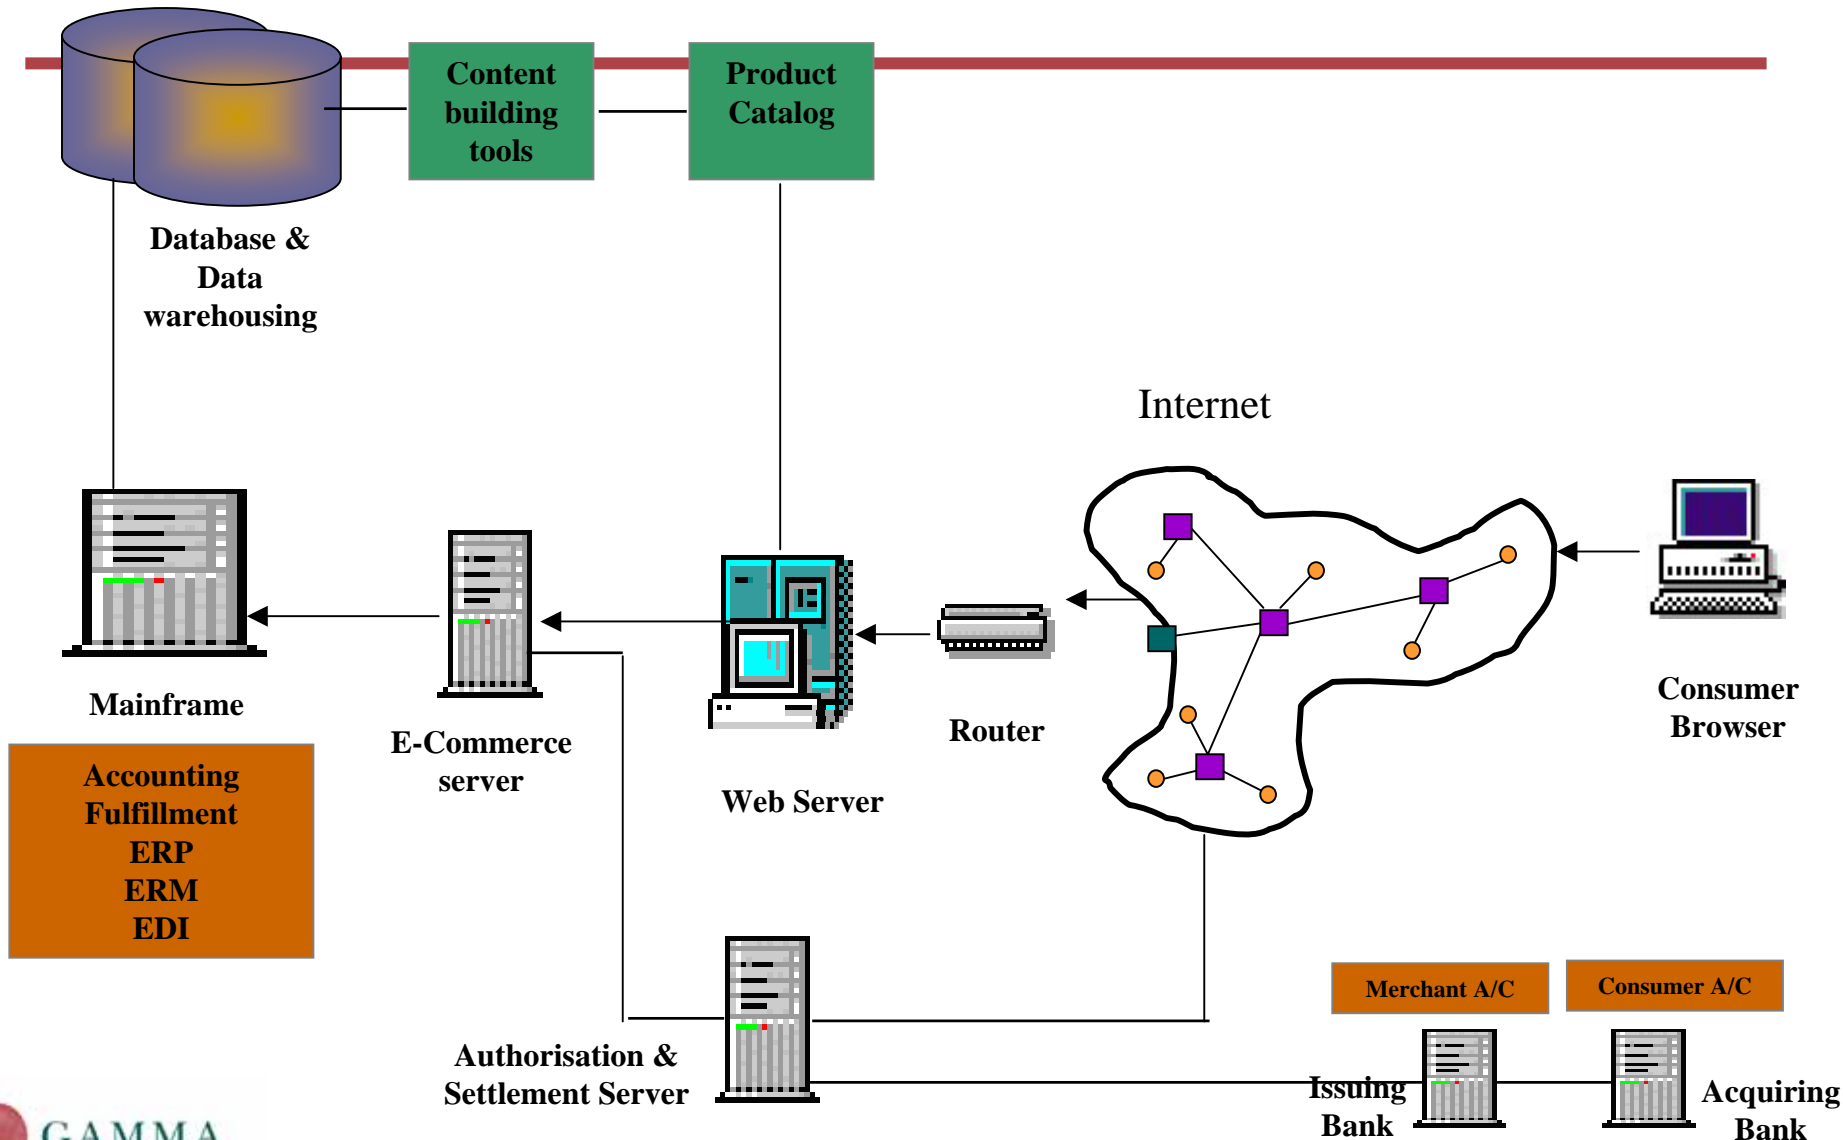 Content
building
tools
Product
Catalog
Database &
Data
warehousing
Internet
Mainframe
E-Commerce
server
Web Server
Router
Consumer
Browser
Accounting
Fulfillment
ERP
ERM
EDI
Authorisation &
Settlement Server
Merchant A/C
Consumer A/C
Issuing
Bank
Acquiring
Bank
GAMMA